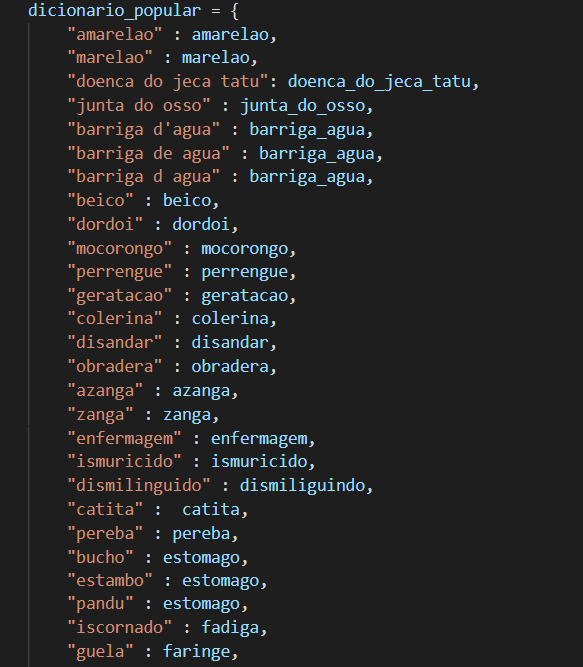 dicionario_popular = {
"amarelao" : amarelao,
"marelao" : marelao,
"doenca do jeca tatu": doenca_do_jeca_tatu,
"junta do osso" : junta_do_osso,
"barriga d'agua" : barriga_agua,
"barriga de agua" : barriga_agua,
"barriga d agua" : barriga_agua,
"beico" : beico,
"dordoi" : dordoi,
"mocorongo" : mocorongo,
"perrengue" : perrengue,
"geratacao" : geratacao,
"colerina" : colerina,
"disandar" : disandar,
"obradera" : obradera,
"azanga" : azanga,
"zanga" : zanga,
"enfermagem" : enfermagem,
"ismuricido" : ismuricido,
"dismilinguido" : dismiliguindo,
"catita" :  catita,
"pereba" : pereba,
"bucho" : estomago,
"estambo" : estomago,
"pandu" : estomago,
"iscornado" : fadiga,
"guela" : faringe,